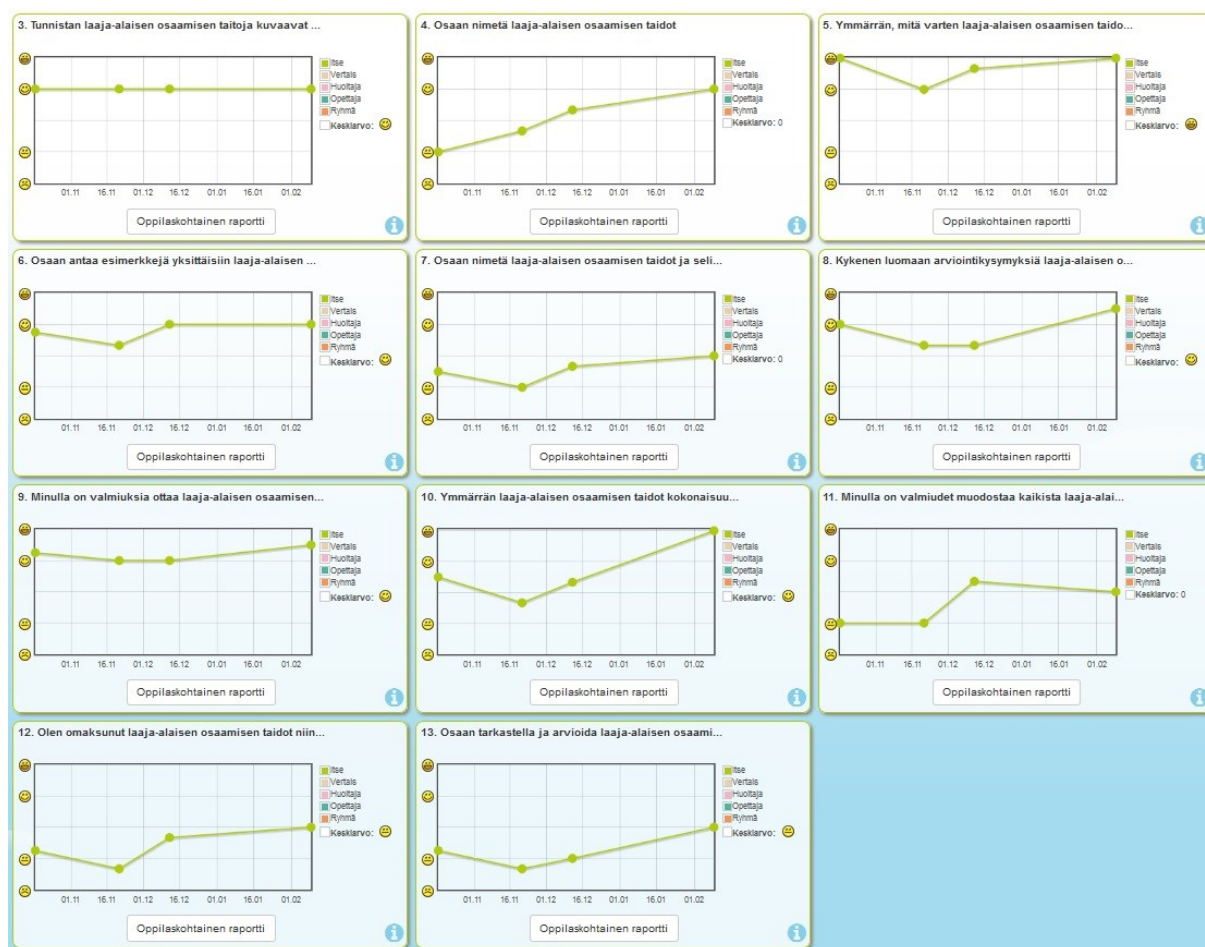 3. Tunnistan laaja-alaisen osaamisen taitoja kuvaavat ...
Itse
Vertais
Huoltaja
Opettaja
Ryhmä
Keskiarvo:
01.11 16.11 01.12 16.12 01.01 16.01 01.02
Oppilaskohtainen raportti
4. Osaan nimetä laaja-alaisen osaamisen taidot
Itse
Vertais
Huoltaja
Opettaja
Ryhmä
Keskiarvo: 0
01.11 16.11 01.12 16.12 01.01 16.01 01.02
Oppilaskohtainen raportti
5. Ymmärrän, mitä varten laaja-alaisen osaamisen taido...
Itse
Vertais
Huoltaja
Opettaja
Ryhmä
Keskiarvo:
01.11 16.11 01.12 16.12 01.01 16.01 01.02
Oppilaskohtainen raportti
6. Osaan antaa esimerkkejä yksittäisiin laaja-alaisen ...
Itse
Vertais
Huoltaja
Opettaja
Ryhmä
Keskiarvo:
01.11 16.11 01.12 16.12 01.01 16.01 01.02
Oppilaskohtainen raportti
7. Osaan nimetä laaja-alaisen osaamisen taidot ja seli...
Itse
Vertais
Huoltaja
Opettaja
Ryhmä
Keskiarvo: 0
01.11 16.11 01.12 16.12 01.01 16.01 01.02
Oppilaskohtainen raportti
8. Kykenen luomaan arviointikysymyksiä laaja-alaisen o...
Itse
Vertais
Huoltaja
Opettaja
Ryhmä
Keskiarvo:
01.11 16.11 01.12 16.12 01.01 16.01 01.02
Oppilaskohtainen raportti
9. Minulla on valmiuksia ottaa laaja-alaisen osaamisen...
Itse
Vertais
Huoltaja
Opettaja
Ryhmä
Keskiarvo:
01.11 16.11 01.12 16.12 01.01 16.01 01.02
Oppilaskohtainen raportti
10. Ymmärrän laaja-alaisen osaamisen taidot kokonaisuu...
Itse
Vertais
Huoltaja
Opettaja
Ryhmä
Keskiarvo:
01.11 16.11 01.12 16.12 01.01 16.01 01.02
Oppilaskohtainen raportti
11. Minulla on valmiudet muodostaa kaikista laaja-alai...
Itse
Vertais
Huoltaja
Opettaja
Ryhmä
Keskiarvo: 0
01.11 16.11 01.12 16.12 01.01 16.01 01.02
Oppilaskohtainen raportti
12. Olen omaksunut laaja-alaisen osaamisen taidot niin...
Itse
Vertais
Huoltaja
Opettaja
Ryhmä
Keskiarvo:
01.11 16.11 01.12 16.12 01.01 16.01 01.02
Oppilaskohtainen raportti
13. Osaan tarkastella ja arvioida laaja-alaisen osaami...
Itse
Vertais
Huoltaja
Opettaja
Ryhmä
Keskiarvo:
01.11 16.11 01.12 16.12 01.01 16.01 01.02
Oppilaskohtainen raportti